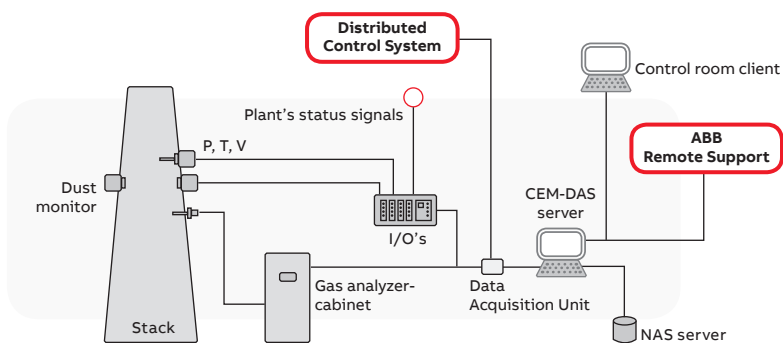 Distributed
Control System
Control room client
Plant's status signals
ABB
Remote Support
P, T, V
Dust
monitor
CEM-DAS
server
I/O's
Gas analyzer-
cabinet
Data
Acquisition Unit
Stack
NAS server